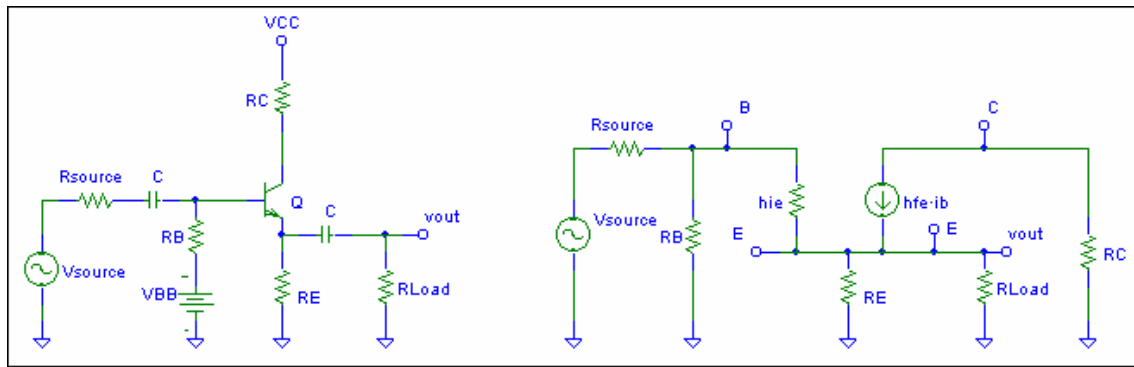 VCC
RC
Rsource
C
Q
C
vout
RB
Vsource
VBB
RE
RLoad
B
C
Rsource
hie
hfe·ib
Vsource
RB
E
E
vout
RC
RE
RLoad